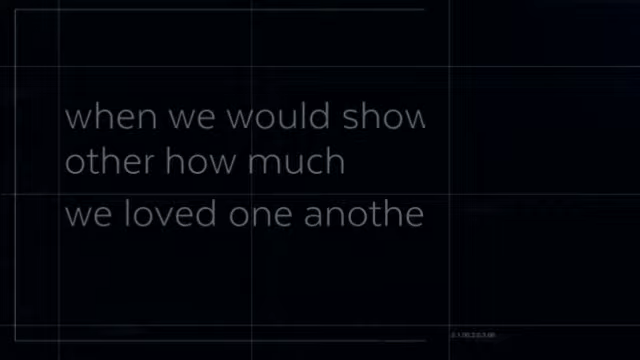 when we would show
other how much
we loved one anothe